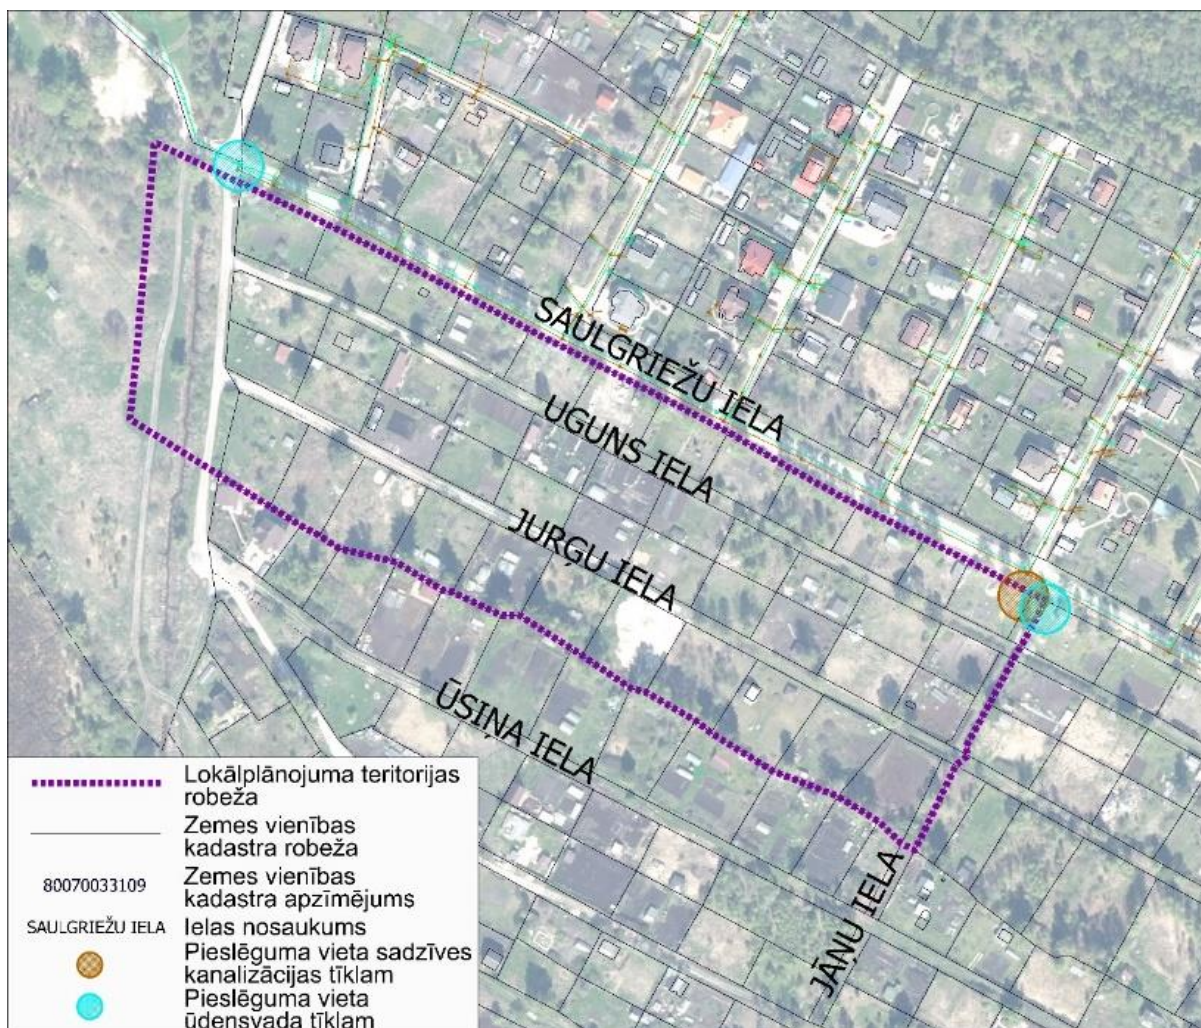 SAULGRIEŽU IELA
UGUNS IELA
JURĢU IELA
ŪSIŅA IELA
JĀŅU IELA
Lokālplānojuma teritorijas
robeža
Zemes vienības
kadastra robeža
80070033109
Zemes vienības
kadastra apzīmējums
SAULGRIEŽU IELA
Ielas nosaukums
Pieslēguma vieta sadzīves
kanalizācijas tīklam
Pieslēguma vieta
ūdensvada tīklam